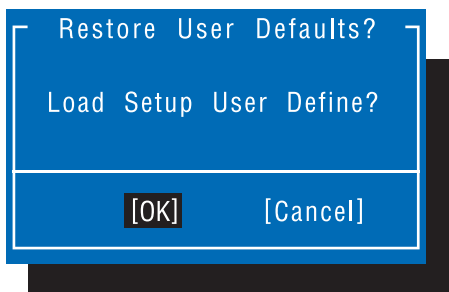 Restore User Defaults?
Load Setup User Define?
[OK] [Cancel]